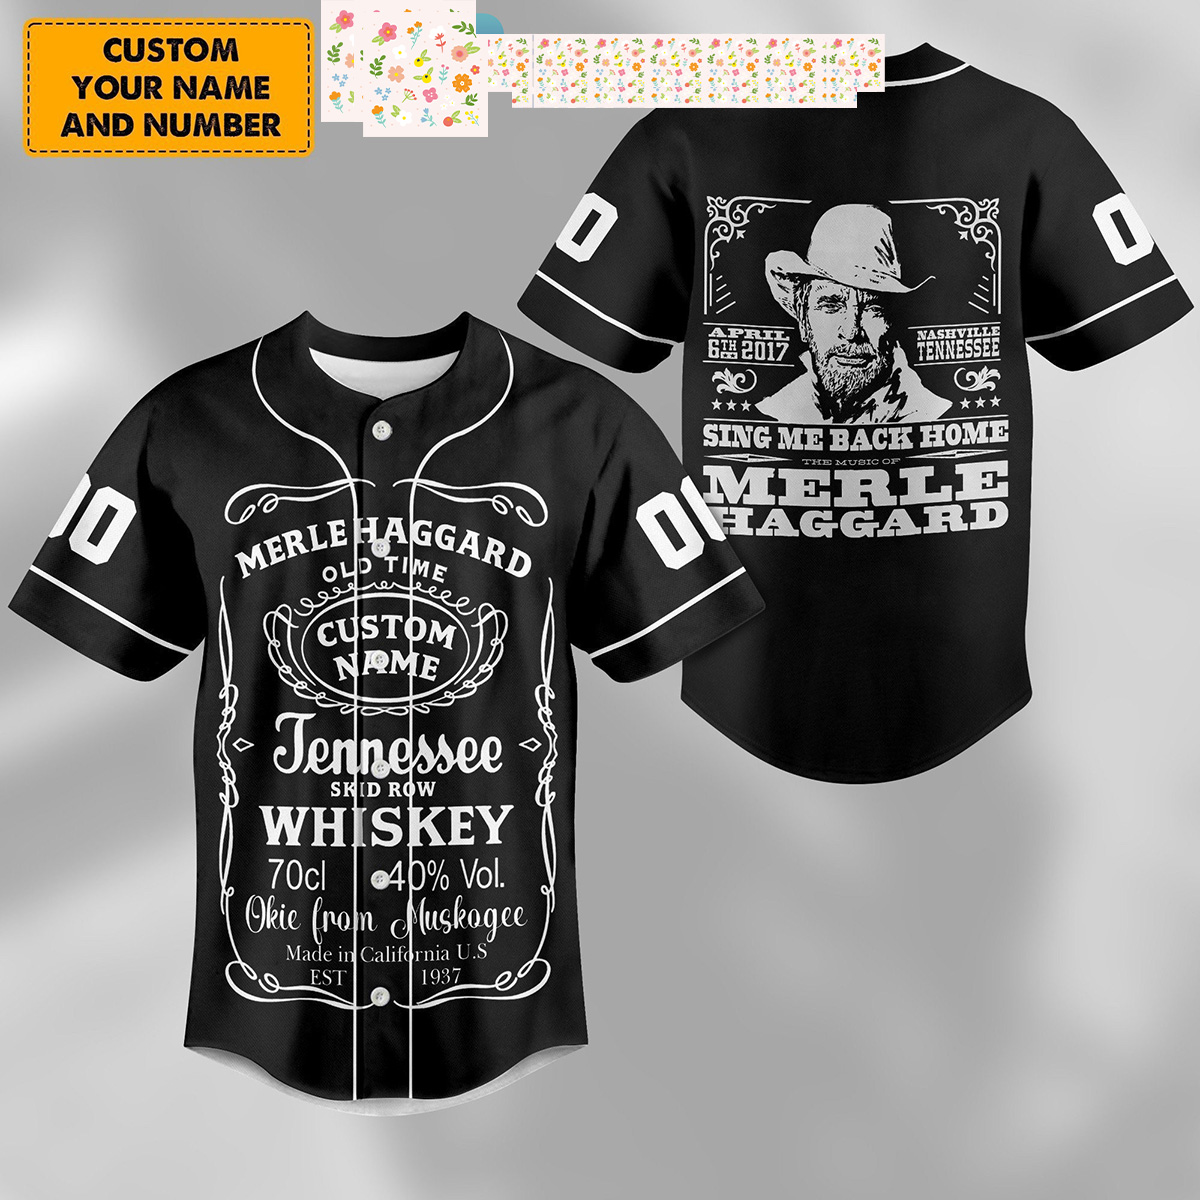 CUSTOM
YOUR NAME
AND NUMBER
00
00
APRIL
6TH 2017
NASHVILLE
TENNESSEE
SING ME BACK HOME
THE MUSIC OF
MERLE
HAGGARD
00
00
MERLE HAGGARD
OLD TIME
CUSTOM
NAME
Tennessee
SKID ROW
WHISKEY
70cl 40% Vol.
Okie from Muskogee
Made in California U.S
EST 1937